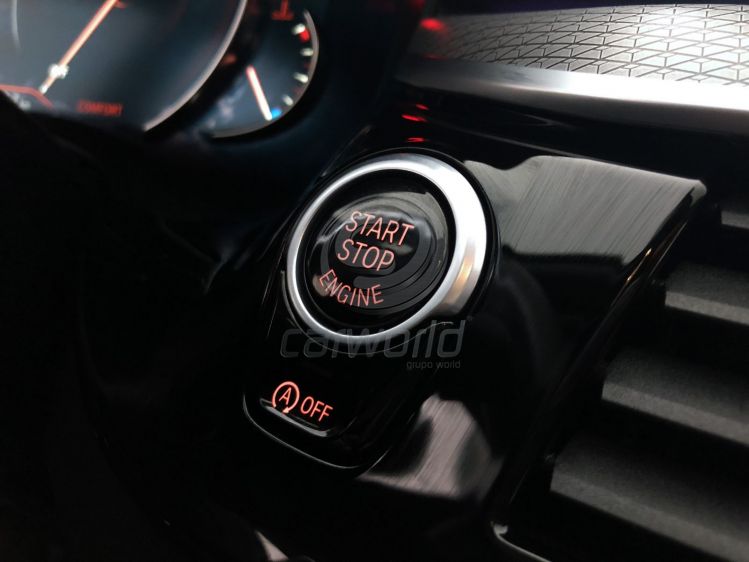 COMFORT
START
STOP
ENGINE
carworld
grupo world
A OFF